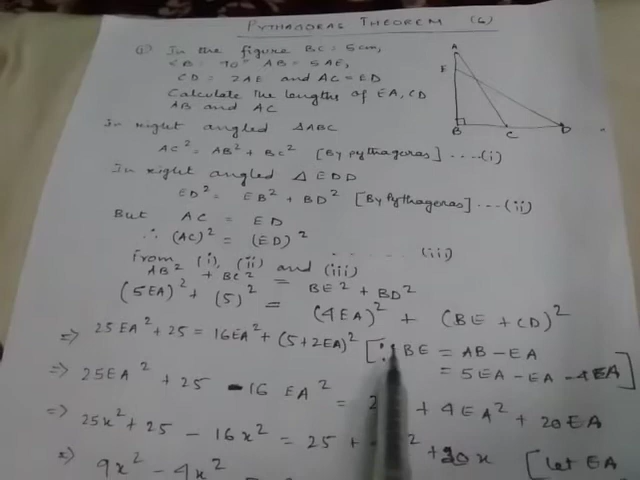 PYTHAGORAS THEOREM (6)
(i) In the figure BC = 5cm,
<B = 90° AB = 5AE,
CD = 2AE and AC = ED
Calculate the lengths of EA, CD
AB and AC
A
E
B
C
D
In right angled ΔABC
AC² = AB² + BC² [By pythagoras] ....(i)
In right angled Δ EDD
ED² = EB² + BD² [By Pythagoras]...(ii)
But AC = ED
∴ (AC)² = (ED)² ...... (iii)
From (i), (ii) and (iii)
AB² + BC² = BE² + BD²
(5EA)² + (5)² = (4EA)² + (BE + CD)²
⇒ 25EA² + 25 = 16EA² + (5+2EA)² [∵ BE = AB - EA
= 5EA - EA - 4EA]
⇒ 25EA² + 25 - 16 EA² = + 4EA² + 20EA
⇒ 25x² + 25 - 16x² = 25 + ² + 20x [let EA
⇒ 9x² - 4x²